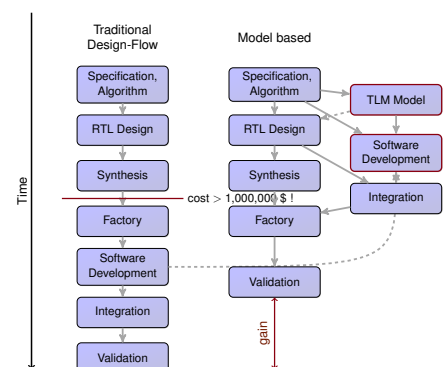 Traditional
Design-Flow
Model based
Specification,
Algorithm
Specification,
Algorithm
TLM Model
RTL Design
RTL Design
Software
Development
Synthesis
Synthesis
Time
cost > 1,000,000 $ !
Integration
Factory
Factory
Software
Development
Validation
Integration
gain
Validation